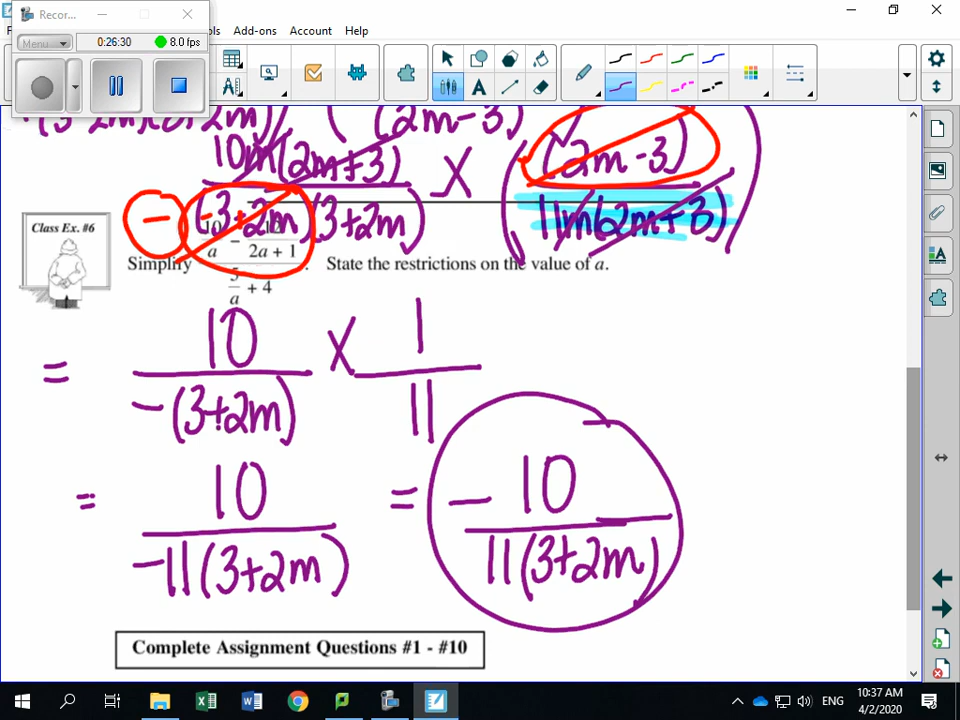 Recor...
Menu 0:26:30 8.0 fps
ls Add-ons Account Help
(2m-3)
10m(2m+3) X (2m-3)
- (-3+2m)(3+2m) 11m(2m+3)
Class Ex. #6
10/a - 12/2a + 1
Simplify . State the restrictions on the value of a.
5/a + 4
= 10/-(3+2m) X 1/11
= 10/-11(3+2m) = - 10/11(3+2m)
Complete Assignment Questions #1 - #10
ENG 10:37 AM
4/2/2020